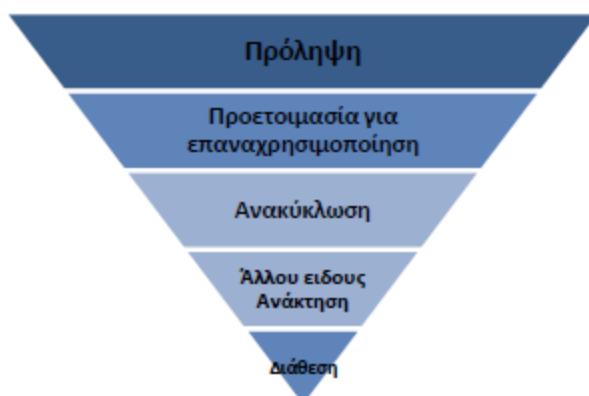 Πρόληψη
Προετοιμασία για
επαναχρησιμοποίηση
Ανακύκλωση
Άλλου ειδους
Ανάκτηση
Διάθεση